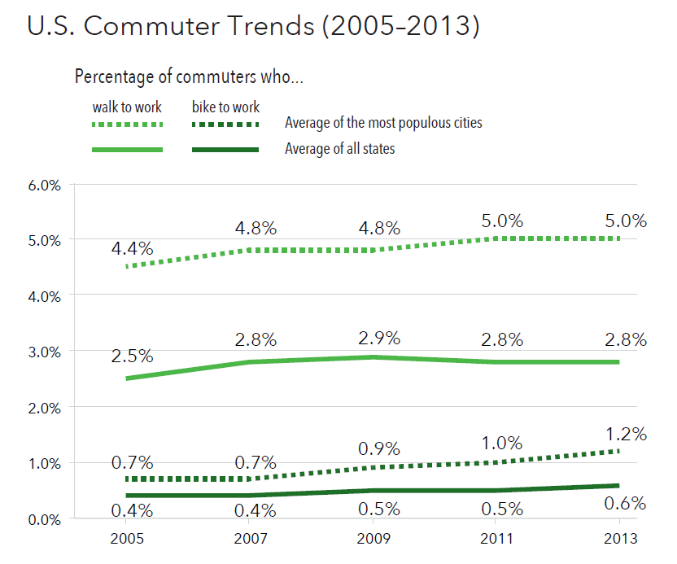 U.S. Commuter Trends (2005–2013)
Percentage of commuters who...
walk to work bike to work
Average of the most populous cities
Average of all states
6.0%
5.0%
4.0%
3.0%
2.0%
1.0%
0.0%
4.4% 4.8% 4.8% 5.0% 5.0%
2.5% 2.8% 2.9% 2.8% 2.8%
0.7% 0.7% 0.9% 1.0% 1.2%
0.4% 0.4% 0.5% 0.5% 0.6%
2005 2007 2009 2011 2013